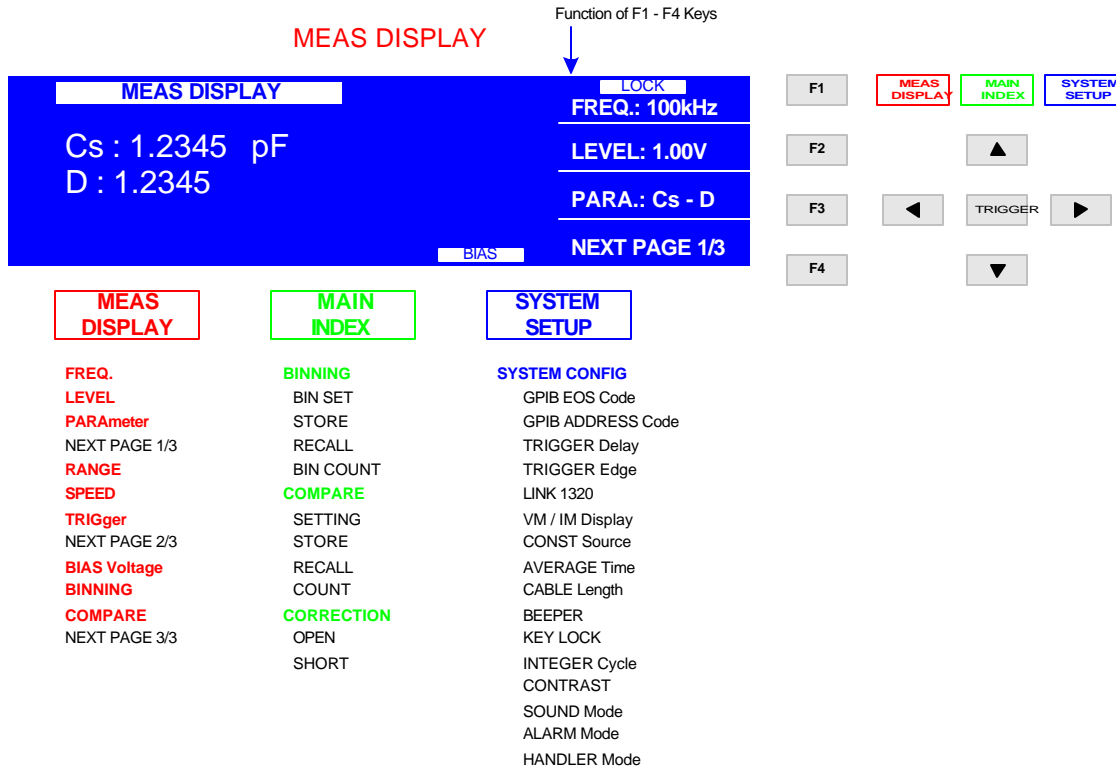 Function of F1 - F4 Keys
MEAS DISPLAY
MEAS DISPLAY
Cs : 1.2345 pF
D : 1.2345
BIAS
LOCK
FREQ.: 100kHz
LEVEL: 1.00V
PARA.: Cs - D
NEXT PAGE 1/3
F1
MEAS
DISPLAY
MAIN
INDEX
SYSTEM
SETUP
F2
F3
TRIGGER
F4
MEAS
DISPLAY
FREQ.
LEVEL
PARAmeter
NEXT PAGE 1/3
RANGE
SPEED
TRIGger
NEXT PAGE 2/3
BIAS Voltage
BINNING
COMPARE
NEXT PAGE 3/3
MAIN
INDEX
BINNING
BIN SET
STORE
RECALL
BIN COUNT
COMPARE
SETTING
STORE
RECALL
COUNT
CORRECTION
OPEN
SHORT
SYSTEM
SETUP
SYSTEM CONFIG
GPIB EOS Code
GPIB ADDRESS Code
TRIGGER Delay
TRIGGER Edge
LINK 1320
VM / IM Display
CONST Source
AVERAGE Time
CABLE Length
BEEPER
KEY LOCK
INTEGER Cycle
CONTRAST
SOUND Mode
ALARM Mode
HANDLER Mode